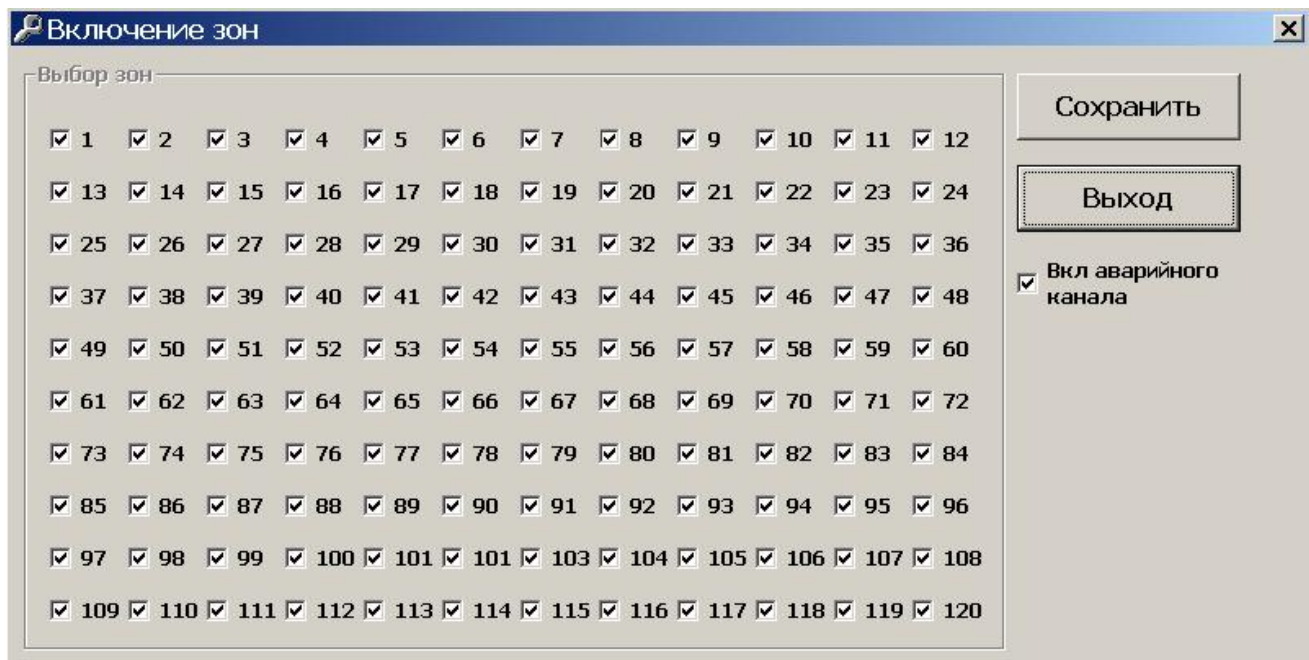 Включение зон
Выбор зон
1 2 3 4 5 6 7 8 9 10 11 12
13 14 15 16 17 18 19 20 21 22 23 24
25 26 27 28 29 30 31 32 33 34 35 36
37 38 39 40 41 42 43 44 45 46 47 48
49 50 51 52 53 54 55 56 57 58 59 60
61 62 63 64 65 66 67 68 69 70 71 72
73 74 75 76 77 78 79 80 81 82 83 84
85 86 87 88 89 90 91 92 93 94 95 96
97 98 99 100 101 101 103 104 105 106 107 108
109 110 111 112 113 114 115 116 117 118 119 120
Сохранить
Выход
Вкл аварийного
канала